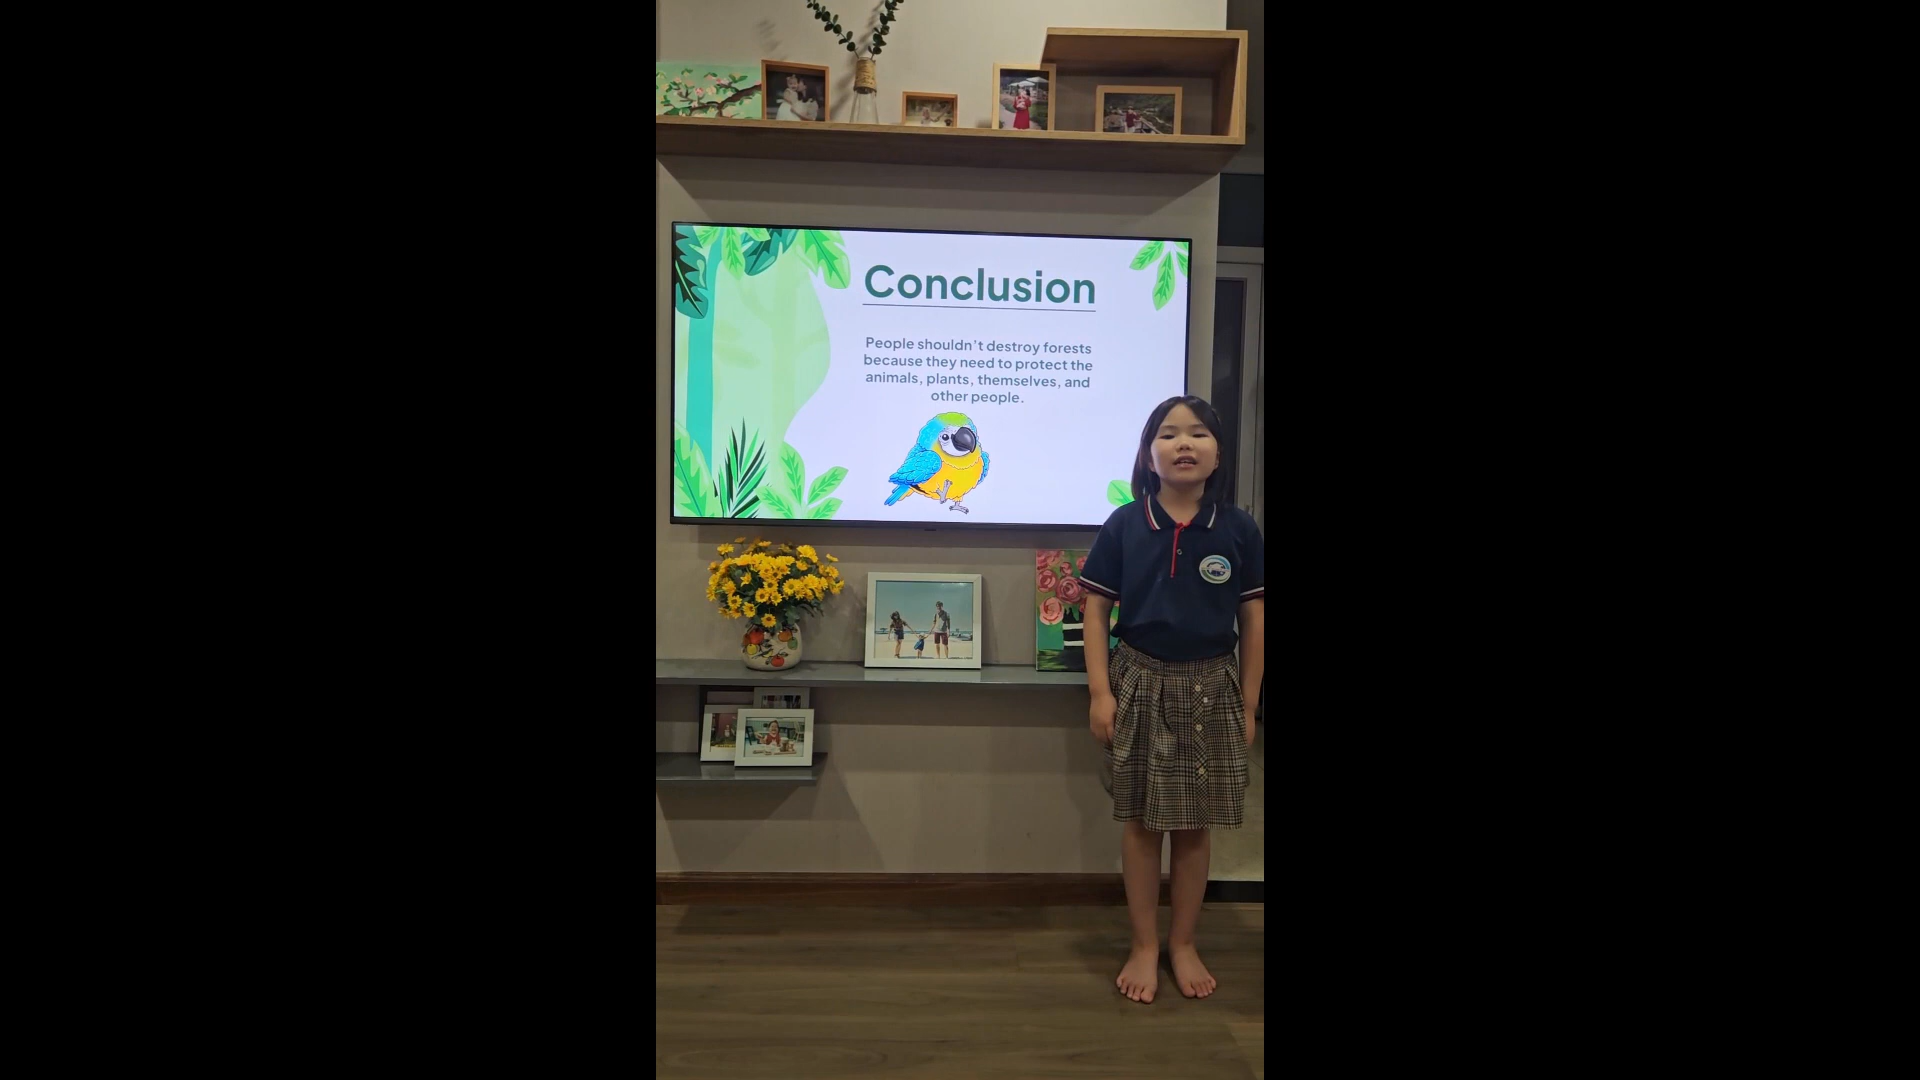 Conclusion
People shouldn't destroy forests
because they need to protect the
animals, plants, themselves, and
other people.